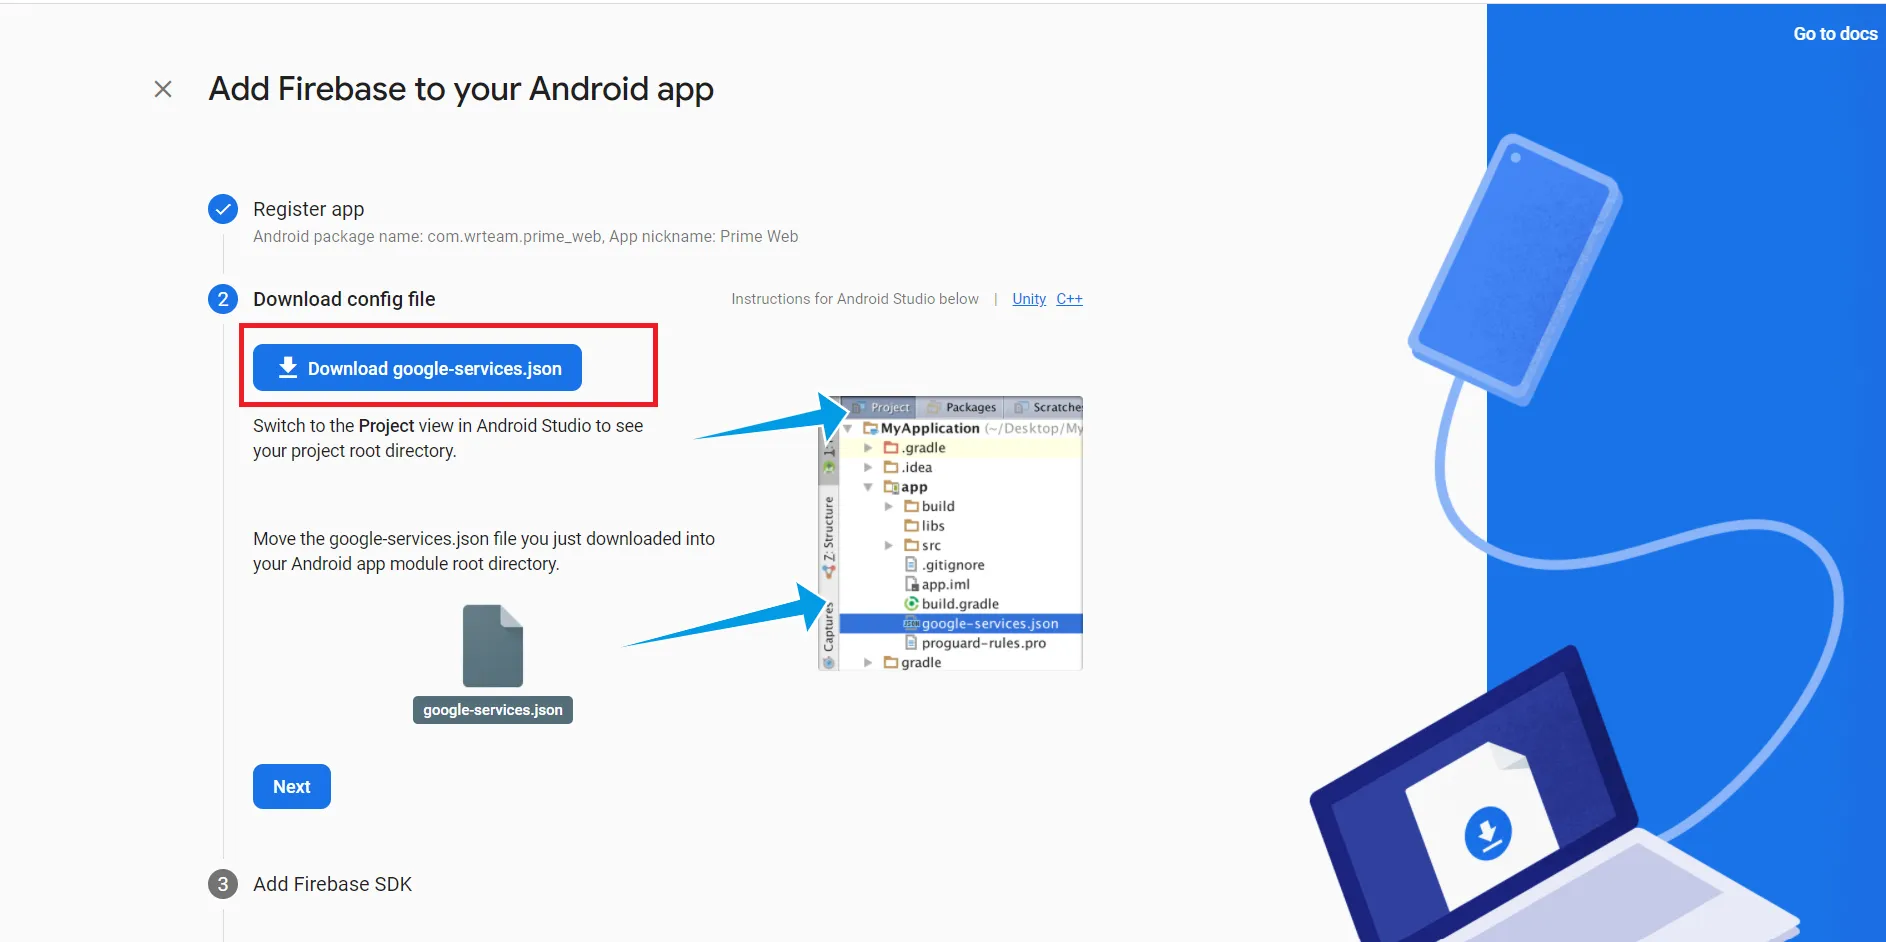 Go to docs
Add Firebase to your Android app
Register app
Android package name: com.wrteam.prime_web, App nickname: Prime Web
2
Download config file
Instructions for Android Studio below | Unity C++
Download google-services.json
Switch to the Project view in Android Studio to see
your project root directory.
Move the google-services.json file you just downloaded into
your Android app module root directory.
google-services.json
Project Packages Scratche
MyApplication (~/Desktop/My
.gradle
.idea
app
build
libs
src
.gitignore
app.iml
build.gradle
JSON google-services.json
proguard-rules.pro
gradle
Z: Structure
Captures
Next
3
Add Firebase SDK